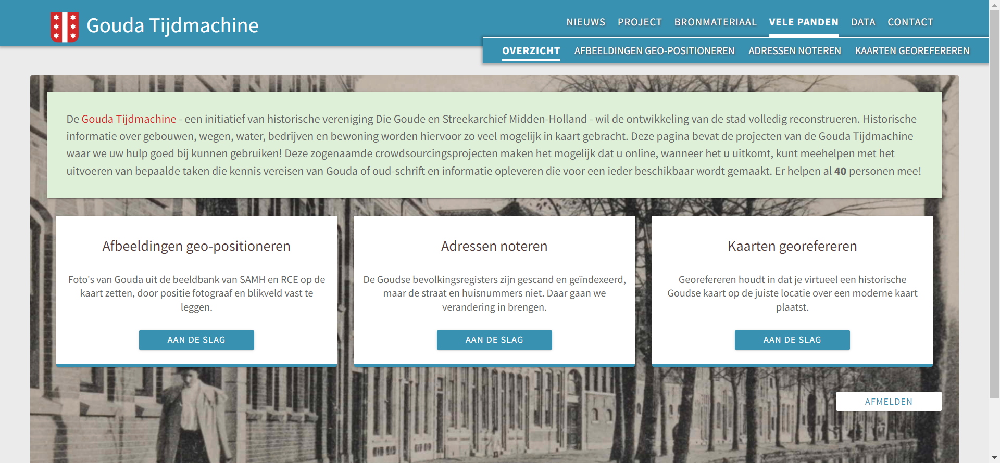 Gouda Tijdmachine
NIEUWS PROJECT BRONMATERIAAL VELE PANDEN DATA CONTACT
OVERZICHT AFBEELDINGEN GEO-POSITIONEREN ADRESSEN NOTEREN KAARTEN GEOREFEREREN
De Gouda Tijdmachine - een initiatief van historische vereniging Die Goude en Streekarchief Midden-Holland - wil de ontwikkeling van de stad volledig reconstrueren. Historische
informatie over gebouwen, wegen, water, bedrijven en bewoning worden hiervoor zo veel mogelijk in kaart gebracht. Deze pagina bevat de projecten van de Gouda Tijdmachine
waar we uw hulp goed bij kunnen gebruiken! Deze zogenaamde crowdsourcingsprojecten maken het mogelijk dat u online, wanneer het u uitkomt, kunt meehelpen met het
uitvoeren van bepaalde taken die kennis vereisen van Gouda of oud-schrift en informatie opleveren die voor een ieder beschikbaar wordt gemaakt. Er helpen al 40 personen mee!
Afbeeldingen geo-positioneren
Foto's van Gouda uit de beeldbank van SAMH en RCE op de
kaart zetten, door positie fotograaf en blikveld vast te
leggen.
AAN DE SLAG
Adressen noteren
De Goudse bevolkingsregisters zijn gescand en geïndexeerd,
maar de straat en huisnummers niet. Daar gaan we
verandering in brengen.
AAN DE SLAG
Kaarten georefereren
Georefereren houdt in dat je virtueel een historische
Goudse kaart op de juiste locatie over een moderne kaart
plaatst.
AAN DE SLAG
AFMELDEN